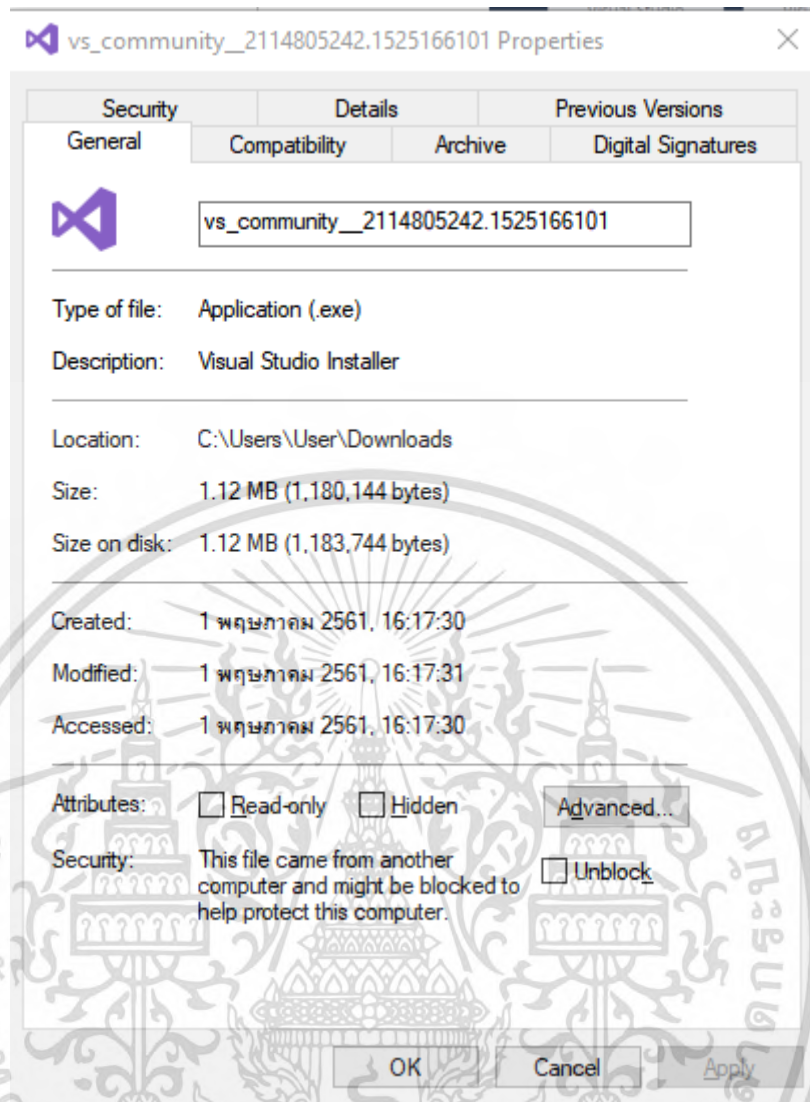 vs_community__2114805242.1525166101 Properties
Security Details Previous Versions
General Compatibility Archive Digital Signatures
vs_community__2114805242.1525166101
Type of file: Application (.exe)
Description: Visual Studio Installer
Location: C:\Users\User\Downloads
Size: 1.12 MB (1,180,144 bytes)
Size on disk: 1.12 MB (1,183,744 bytes)
Created: 1 พฤษภาคม 2561, 16:17:30
Modified: 1 พฤษภาคม 2561, 16:17:31
Accessed: 1 พฤษภาคม 2561, 16:17:30
Attributes: Read-only Hidden Advanced...
Security: This file came from another
computer and might be blocked to
help protect this computer.
Unblock
OK Cancel Apply